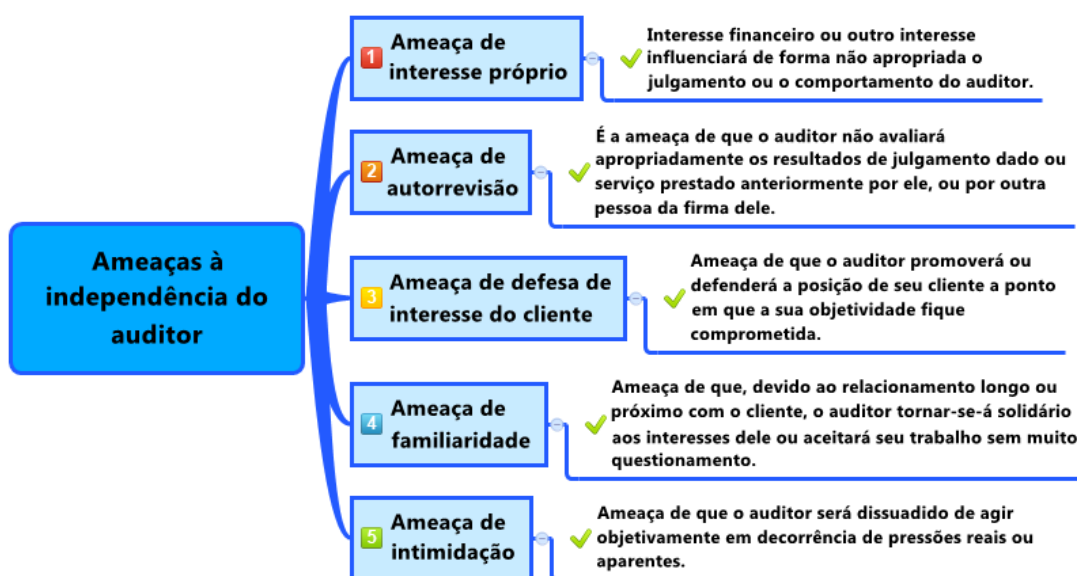 Ameaças à
independência do
auditor
1
Ameaça de
interesse próprio
Interesse financeiro ou outro interesse
influenciará de forma não apropriada o
julgamento ou o comportamento do auditor.
2
Ameaça de
autorrevisão
É a ameaça de que o auditor não avaliará
apropriadamente os resultados de julgamento dado ou
serviço prestado anteriormente por ele, ou por outra
pessoa da firma dele.
3
Ameaça de defesa de
interesse do cliente
Ameaça de que o auditor promoverá ou
defenderá a posição de seu cliente a ponto
em que a sua objetividade fique
comprometida.
4
Ameaça de
familiaridade
Ameaça de que, devido ao relacionamento longo ou
próximo com o cliente, o auditor tornar-se-á solidário
aos interesses dele ou aceitará seu trabalho sem muito
questionamento.
5
Ameaça de
intimidação
Ameaça de que o auditor será dissuadido de agir
objetivamente em decorrência de pressões reais ou
aparentes.